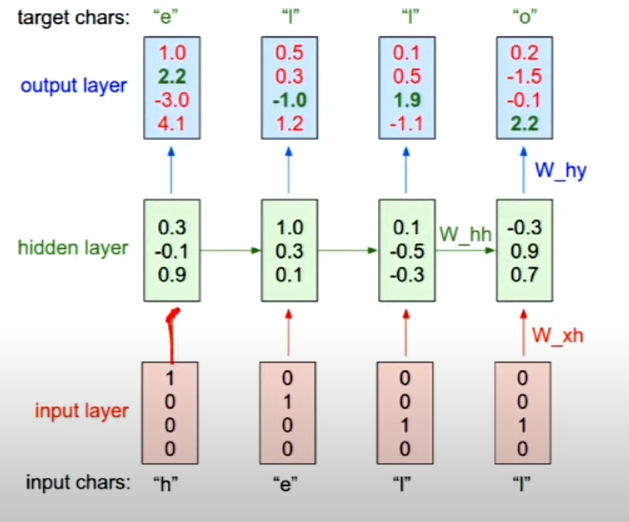 target chars: "e" "l" "l" "o"
output layer
1.0 0.5 0.1 0.2
2.2 0.3 0.5 -1.5
-3.0 -1.0 1.9 -0.1
4.1 1.2 -1.1 2.2
W_hy
hidden layer
0.3 1.0 0.1 W_hh -0.3
-0.1 0.3 -0.5 0.9
0.9 0.1 -0.3 0.7
W_xh
input layer
1 0 0 0
0 1 0 0
0 0 1 1
0 0 0 0
input chars: "h" "e" "l" "l"